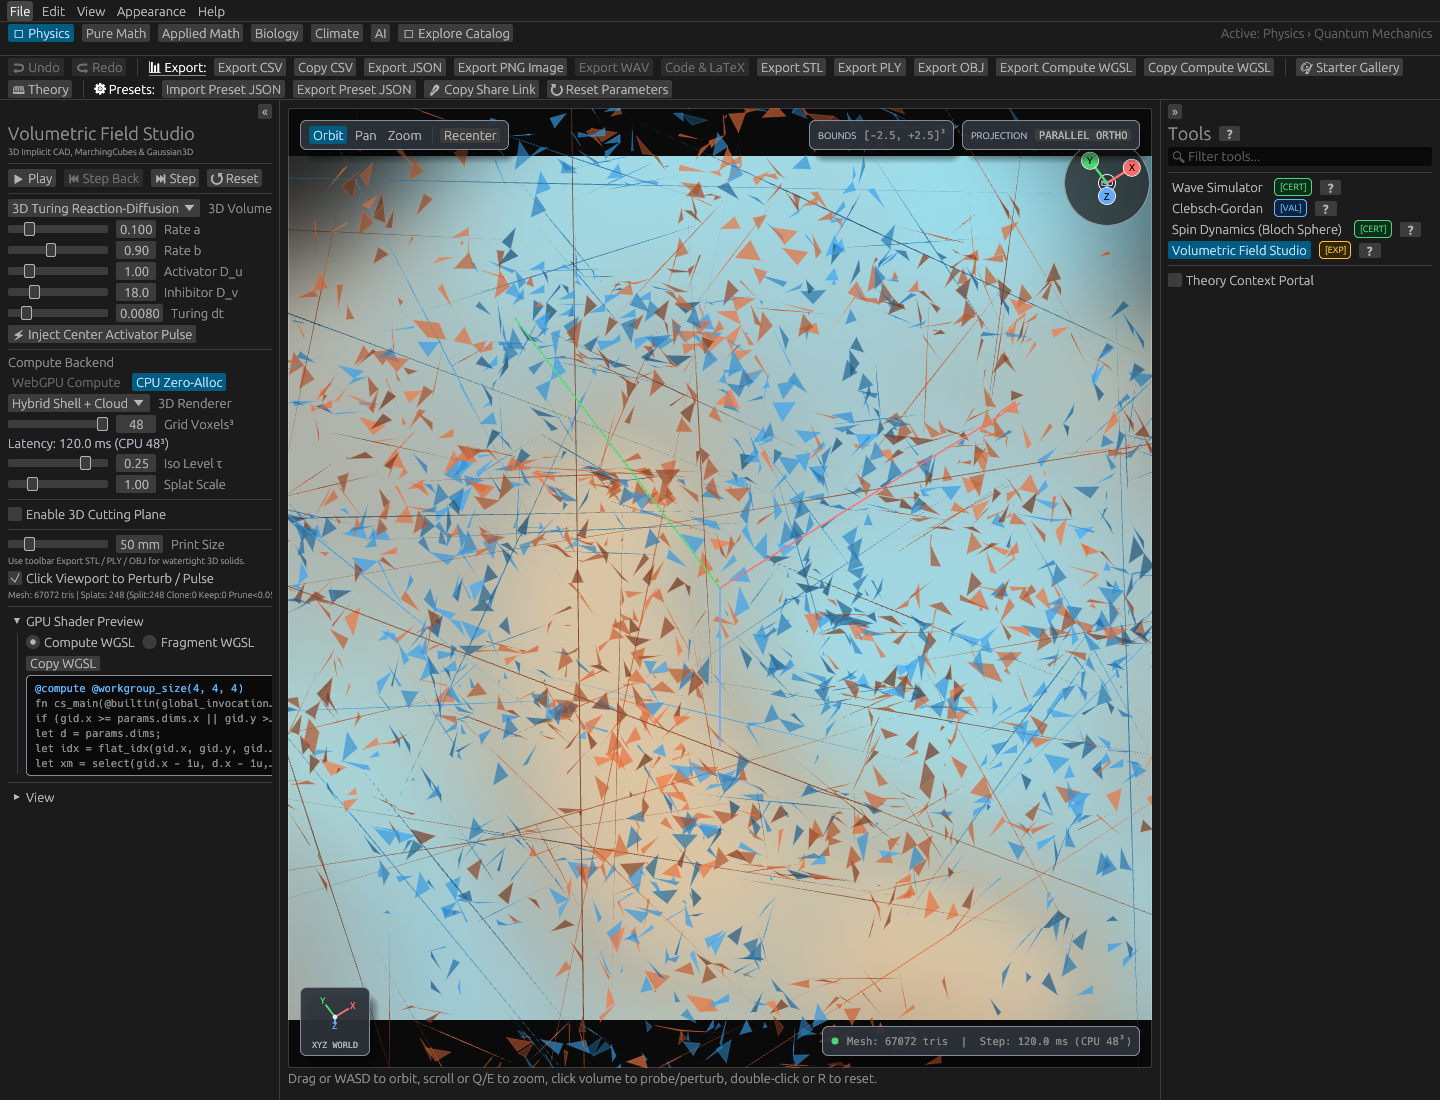 File Edit View Appearance Help
Physics Pure Math Applied Math Biology Climate AI Explore Catalog Active: Physics › Quantum Mechanics
Undo Redo Export: Export CSV Copy CSV Export JSON Export PNG Image Export WAV Code & LaTeX Export STL Export PLY Export OBJ Export Compute WGSL Copy Compute WGSL Starter Gallery
Theory Presets: Import Preset JSON Export Preset JSON Copy Share Link Reset Parameters
«
Volumetric Field Studio
3D Implicit CAD, MarchingCubes & Gaussian3D
Play Step Back Step Reset
3D Turing Reaction-Diffusion 3D Volume
0.100 Rate a
0.90 Rate b
1.00 Activator D_u
18.0 Inhibitor D_v
0.0080 Turing dt
Inject Center Activator Pulse
Compute Backend
WebGPU Compute CPU Zero-Alloc
Hybrid Shell + Cloud 3D Renderer
48 Grid Voxels³
Latency: 120.0 ms (CPU 48³)
0.25 Iso Level τ
1.00 Splat Scale
Enable 3D Cutting Plane
50 mm Print Size
Use toolbar Export STL / PLY / OBJ for watertight 3D solids.
Click Viewport to Perturb / Pulse
Mesh: 67072 tris | Splats: 248 (Split:248 Clone:0 Keep:0 Prune<0.05
GPU Shader Preview
Compute WGSL Fragment WGSL
Copy WGSL
@compute @workgroup_size(4, 4, 4)
fn cs_main(@builtin(global_invocation…
if (gid.x >= params.dims.x || gid.y >…
let d = params.dims;
let idx = flat_idx(gid.x, gid.y, gid.…
let xm = select(gid.x - 1u, d.x - 1u,…
View
Orbit Pan Zoom Recenter
BOUNDS [-2.5, +2.5]³
PROJECTION PARALLEL ORTHO
Y X Z
Y X Z
XYZ WORLD
Mesh: 67072 tris | Step: 120.0 ms (CPU 48³)
Drag or WASD to orbit, scroll or Q/E to zoom, click volume to probe/perturb, double-click or R to reset.
»
Tools ?
Filter tools...
Wave Simulator [CERT] ?
Clebsch-Gordan [VAL] ?
Spin Dynamics (Bloch Sphere) [CERT] ?
Volumetric Field Studio [EXP] ?
Theory Context Portal